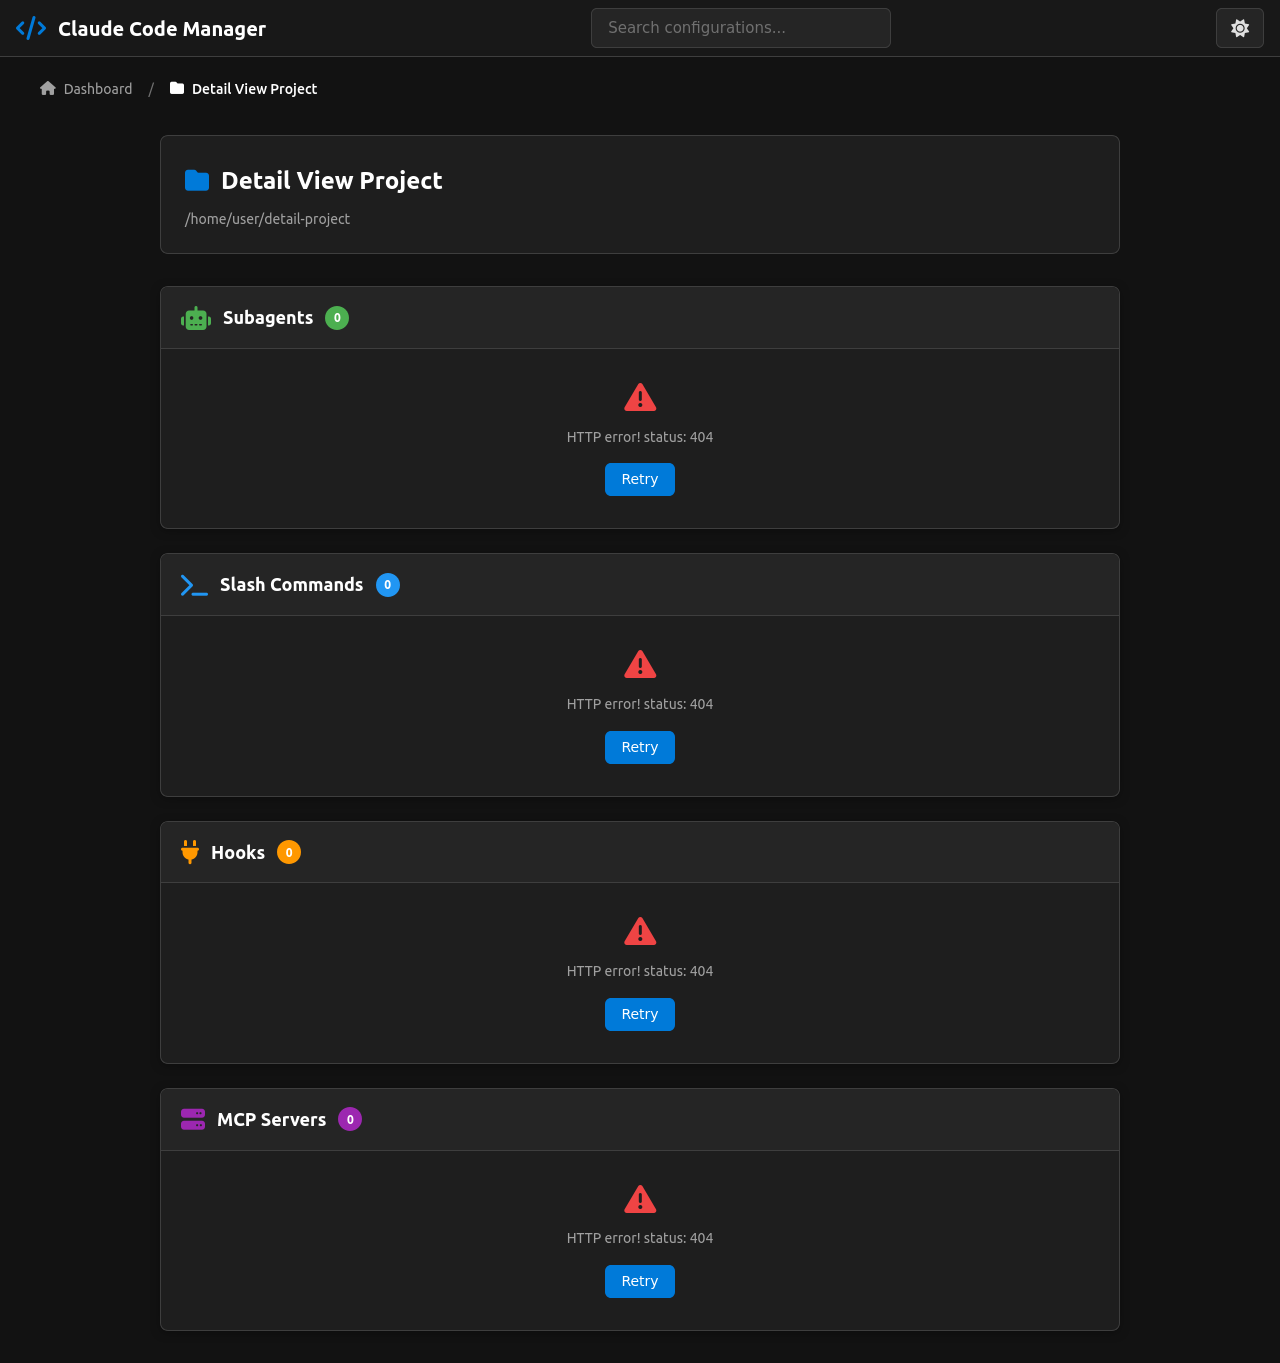 Claude Code Manager
Search configurations...
Dashboard / Detail View Project
Detail View Project
/home/user/detail-project
Subagents 0
HTTP error! status: 404
Retry
Slash Commands 0
HTTP error! status: 404
Retry
Hooks 0
HTTP error! status: 404
Retry
MCP Servers 0
HTTP error! status: 404
Retry